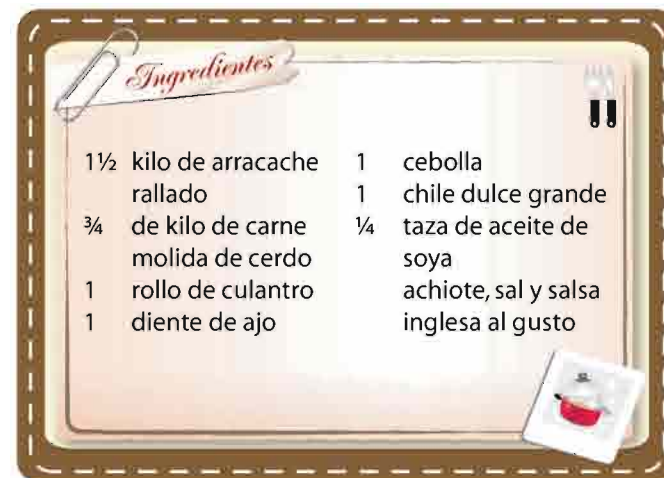 Ingredientes
1½ kilo de arracache
rallado
¾ de kilo de carne
molida de cerdo
1 rollo de culantro
1 diente de ajo
1 cebolla
1 chile dulce grande
¼ taza de aceite de
soya
achiote, sal y salsa
inglesa al gusto